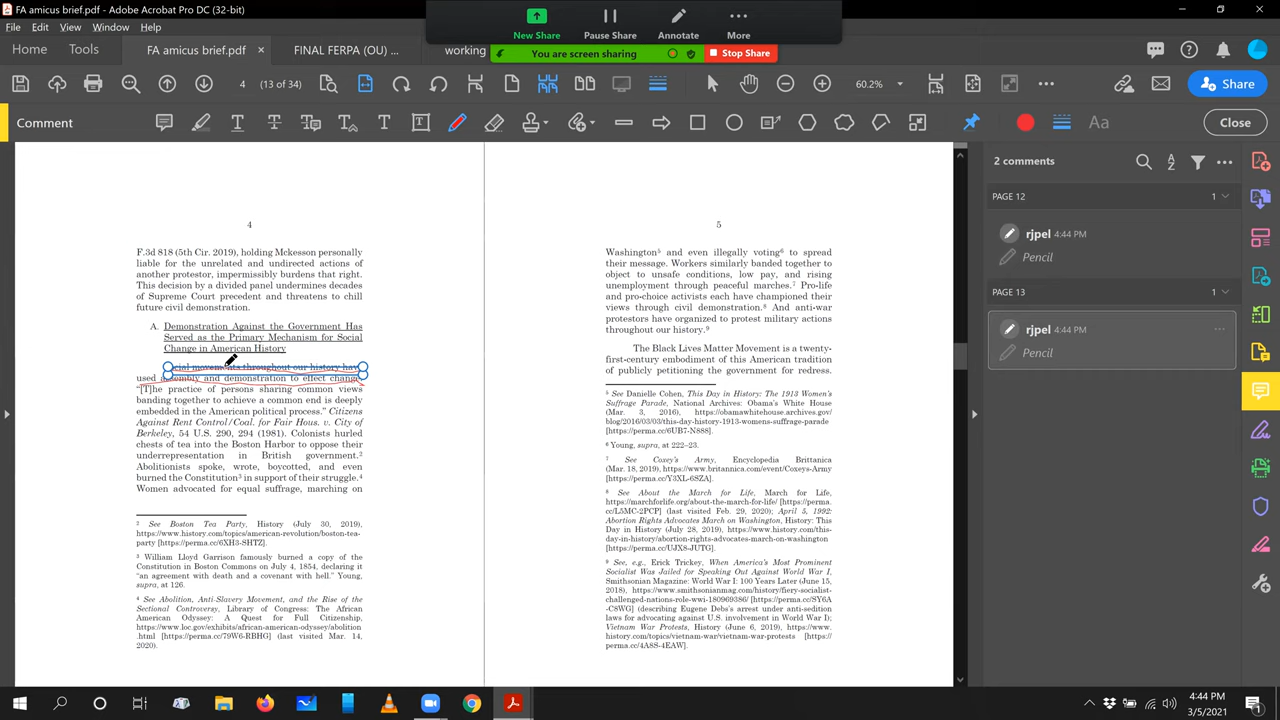 FA amicus brief.pdf - Adobe Acrobat Pro DC (32-bit)
File Edit View Window Help
New Share Pause Share Annotate More
You are screen sharing Stop Share
Home Tools FA amicus brief.pdf × FINAL FERPA (OU) ... working
4 (13 of 34) 60.2% Share
Comment Aa Close
2 comments
PAGE 12 1
rjpel 4:44 PM
Pencil
PAGE 13 1
rjpel 4:44 PM
Pencil
4
F.3d 818 (5th Cir. 2019), holding Mckesson personally
liable for the unrelated and undirected actions of
another protestor, impermissibly burdens that right.
This decision by a divided panel undermines decades
of Supreme Court precedent and threatens to chill
future civil demonstration.
A. Demonstration Against the Government Has
Served as the Primary Mechanism for Social
Change in American History
movements throughout our history have
used assembly and demonstration to effect change.
“[T]he practice of persons sharing common views
banding together to achieve a common end is deeply
embedded in the American political process.” Citizens
Against Rent Control/Coal. for Fair Hous. v. City of
Berkeley, 54 U.S. 290, 294 (1981). Colonists hurled
chests of tea into the Boston Harbor to oppose their
underrepresentation in British government.2
Abolitionists spoke, wrote, boycotted, and even
burned the Constitution3 in support of their struggle.4
Women advocated for equal suffrage, marching on
2 See Boston Tea Party, History (July 30, 2019),
https://www.history.com/topics/american-revolution/boston-tea-
party [https://perma.cc/6XH3-SHTZ].
3 William Lloyd Garrison famously burned a copy of the
Constitution in Boston Commons on July 4, 1854, declaring it
“an agreement with death and a covenant with hell.” Young,
supra, at 126.
4 See Abolition, Anti-Slavery Movement, and the Rise of the
Sectional Controversy, Library of Congress: The African
American Odyssey: A Quest for Full Citizenship,
https://www.loc.gov/exhibits/african-american-odyssey/abolition
.html [https://perma.cc/79W6-RBHG] (last visited Mar. 14,
2020).
5
Washington5 and even illegally voting6 to spread
their message. Workers similarly banded together to
object to unsafe conditions, low pay, and rising
unemployment through peaceful marches.7 Pro-life
and pro-choice activists each have championed their
views through civil demonstration.8 And anti-war
protestors have organized to protest military actions
throughout our history.9
The Black Lives Matter Movement is a twenty-
first-century embodiment of this American tradition
of publicly petitioning the government for redress.
5 See Danielle Cohen, This Day in History: The 1913 Women’s
Suffrage Parade, National Archives: Obama’s White House
(Mar. 3, 2016), https://obamawhitehouse.archives.gov/
blog/2016/03/03/this-day-history-1913-womens-suffrage-parade
[https://perma.cc/6UB7-N888].
6 Young, supra, at 222–23.
7 See Coxey’s Army, Encyclopedia Brittanica
(Mar. 18, 2019), https://www.britannica.com/event/Coxeys-Army
[https://perma.cc/Y3XL-6SZA].
8 See About the March for Life, March for Life,
https://marchforlife.org/about-the-march-for-life/ [https://perma.
cc/L5MC-2PCP] (last visited Feb. 29, 2020); April 5, 1992:
Abortion Rights Advocates March on Washington, History: This
Day in History (July 28, 2019), https://www.history.com/this-
day-in-history/abortion-rights-advocates-march-on-washington
[https://perma.cc/UJX8-JUTG].
9 See, e.g., Erick Trickey, When America’s Most Prominent
Socialist Was Jailed for Speaking Out Against World War I,
Smithsonian Magazine: World War I: 100 Years Later (June 15,
2018), https://www.smithsonianmag.com/history/fiery-socialist-
challenged-nations-role-wwi-180969386/ [https://perma.cc/SY6A
-C8WG] (describing Eugene Debs’s arrest under anti-sedition
laws for advocating against U.S. involvement in World War I);
Vietnam War Protests, History (June 6, 2019), https://www.
history.com/topics/vietnam-war/vietnam-war-protests [https://
perma.cc/4A8S-4EAW].
4:44 PM
3/5/2021